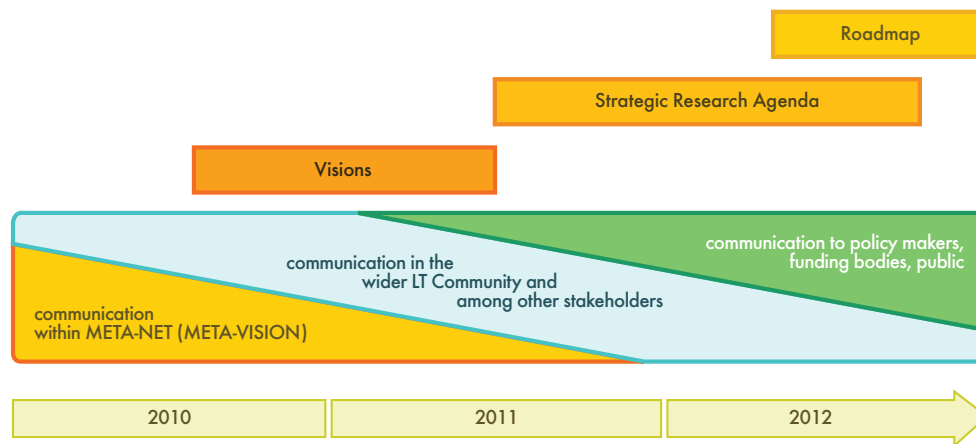 Roadmap
Strategic Research Agenda
Visions
communication to policy makers,
funding bodies, public
communication in the
wider LT Community and
among other stakeholders
communication
within META-NET (META-VISION)
2010
2011
2012